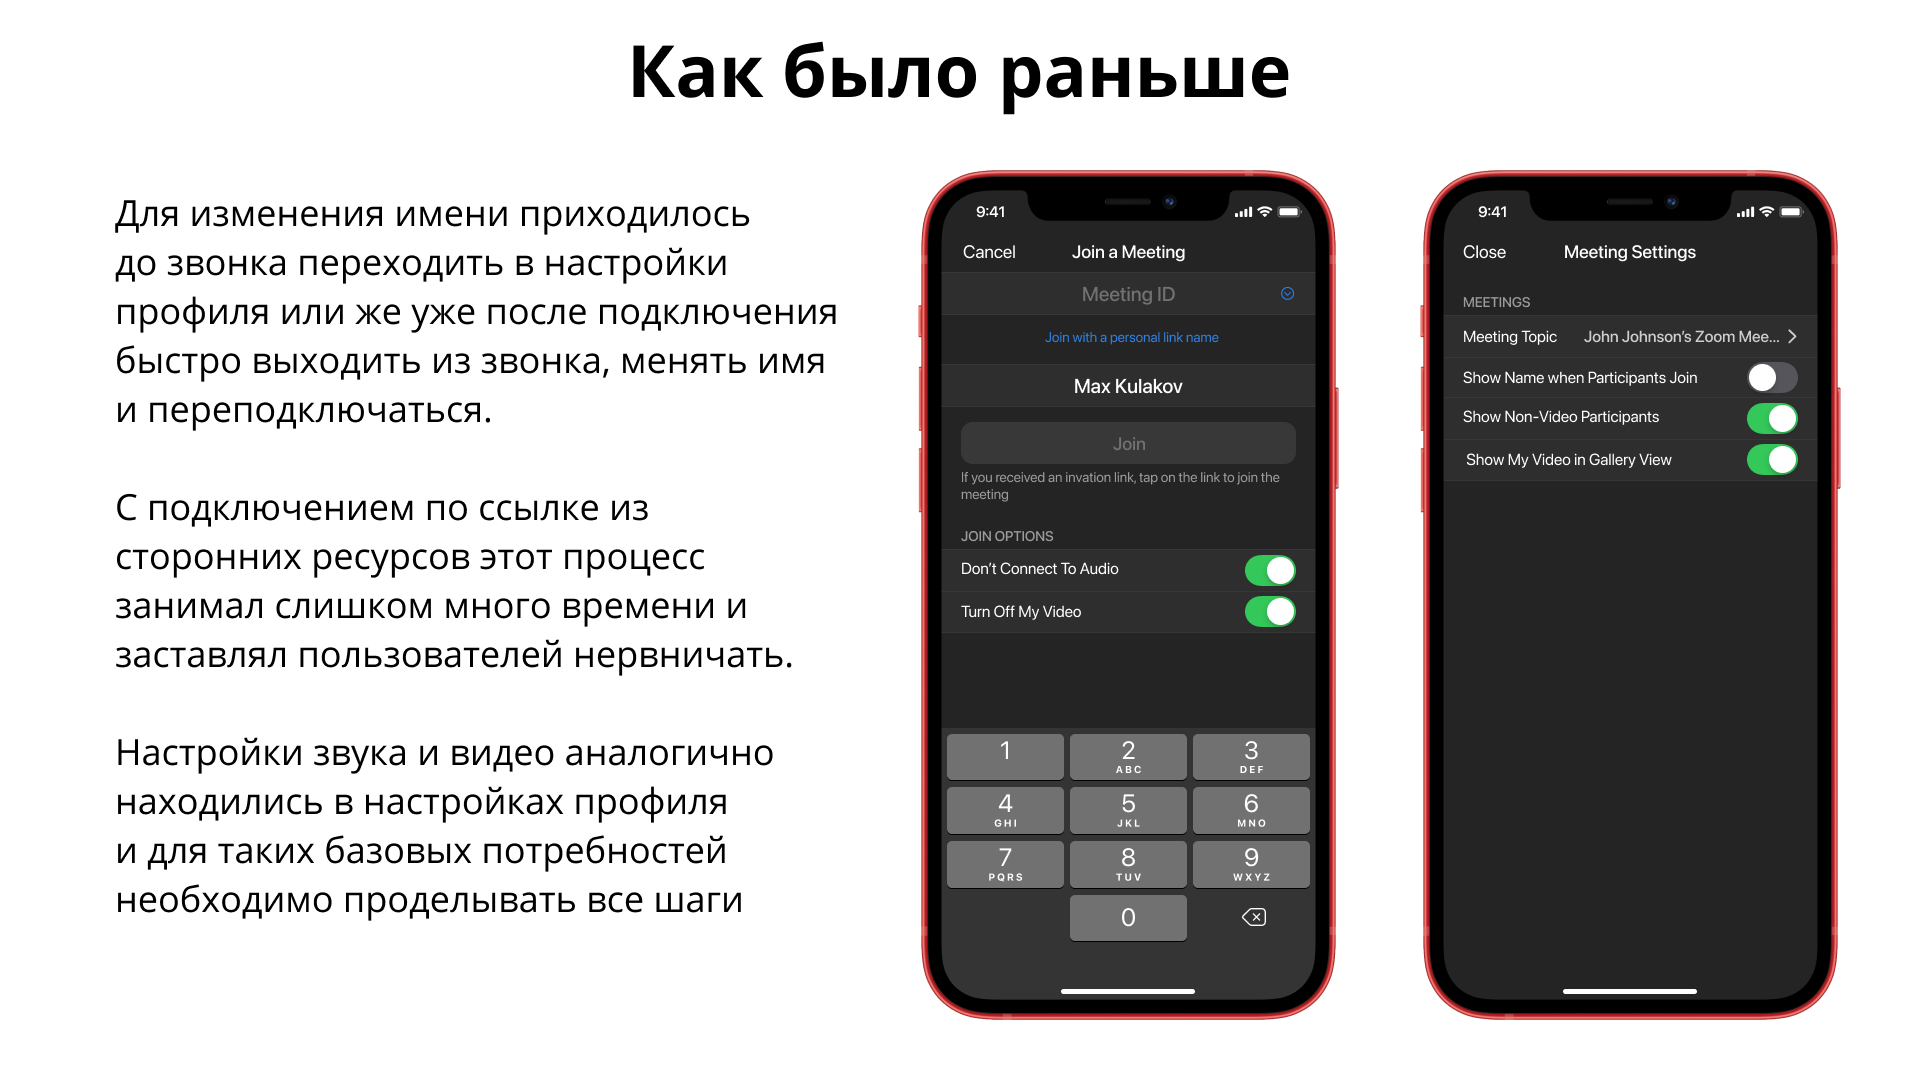 Как было раньше
Для изменения имени приходилось
до звонка переходить в настройки
профиля или же уже после подключения
быстро выходить из звонка, менять имя
и переподключаться.
С подключением по ссылке из
сторонних ресурсов этот процесс
занимал слишком много времени и
заставлял пользователей нервничать.
Настройки звука и видео аналогично
находились в настройках профиля
и для таких базовых потребностей
необходимо проделывать все шаги
9:41
Cancel Join a Meeting
Meeting ID
Join with a personal link name
Max Kulakov
Join
If you received an invation link, tap on the link to join the
meeting
JOIN OPTIONS
Don't Connect To Audio
Turn Off My Video
1 2 3
ABC DEF
4 5 6
GHI JKL MNO
7 8 9
PQRS TUV WXYZ
0
9:41
Close Meeting Settings
MEETINGS
Meeting Topic John Johnson's Zoom Mee...
Show Name when Participants Join
Show Non-Video Participants
Show My Video in Gallery View